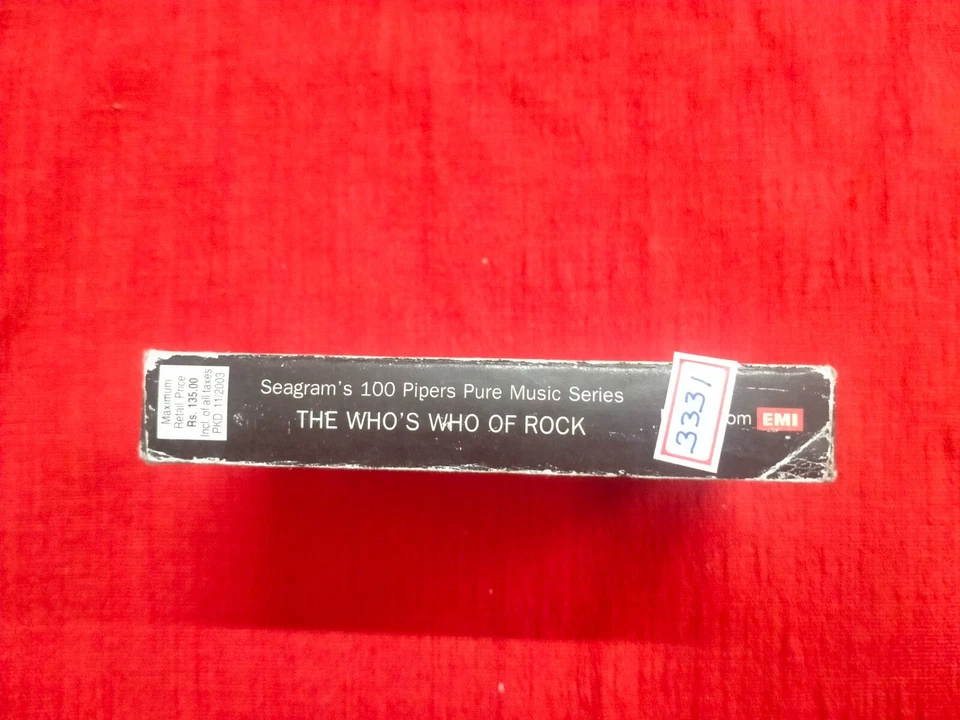 Maximum
Retail Price
Rs. 135.00
Incl. of all taxes
PKD 11/2003
Seagram's 100 Pipers Pure Music Series
THE WHO'S WHO OF ROCK
3331
EMI